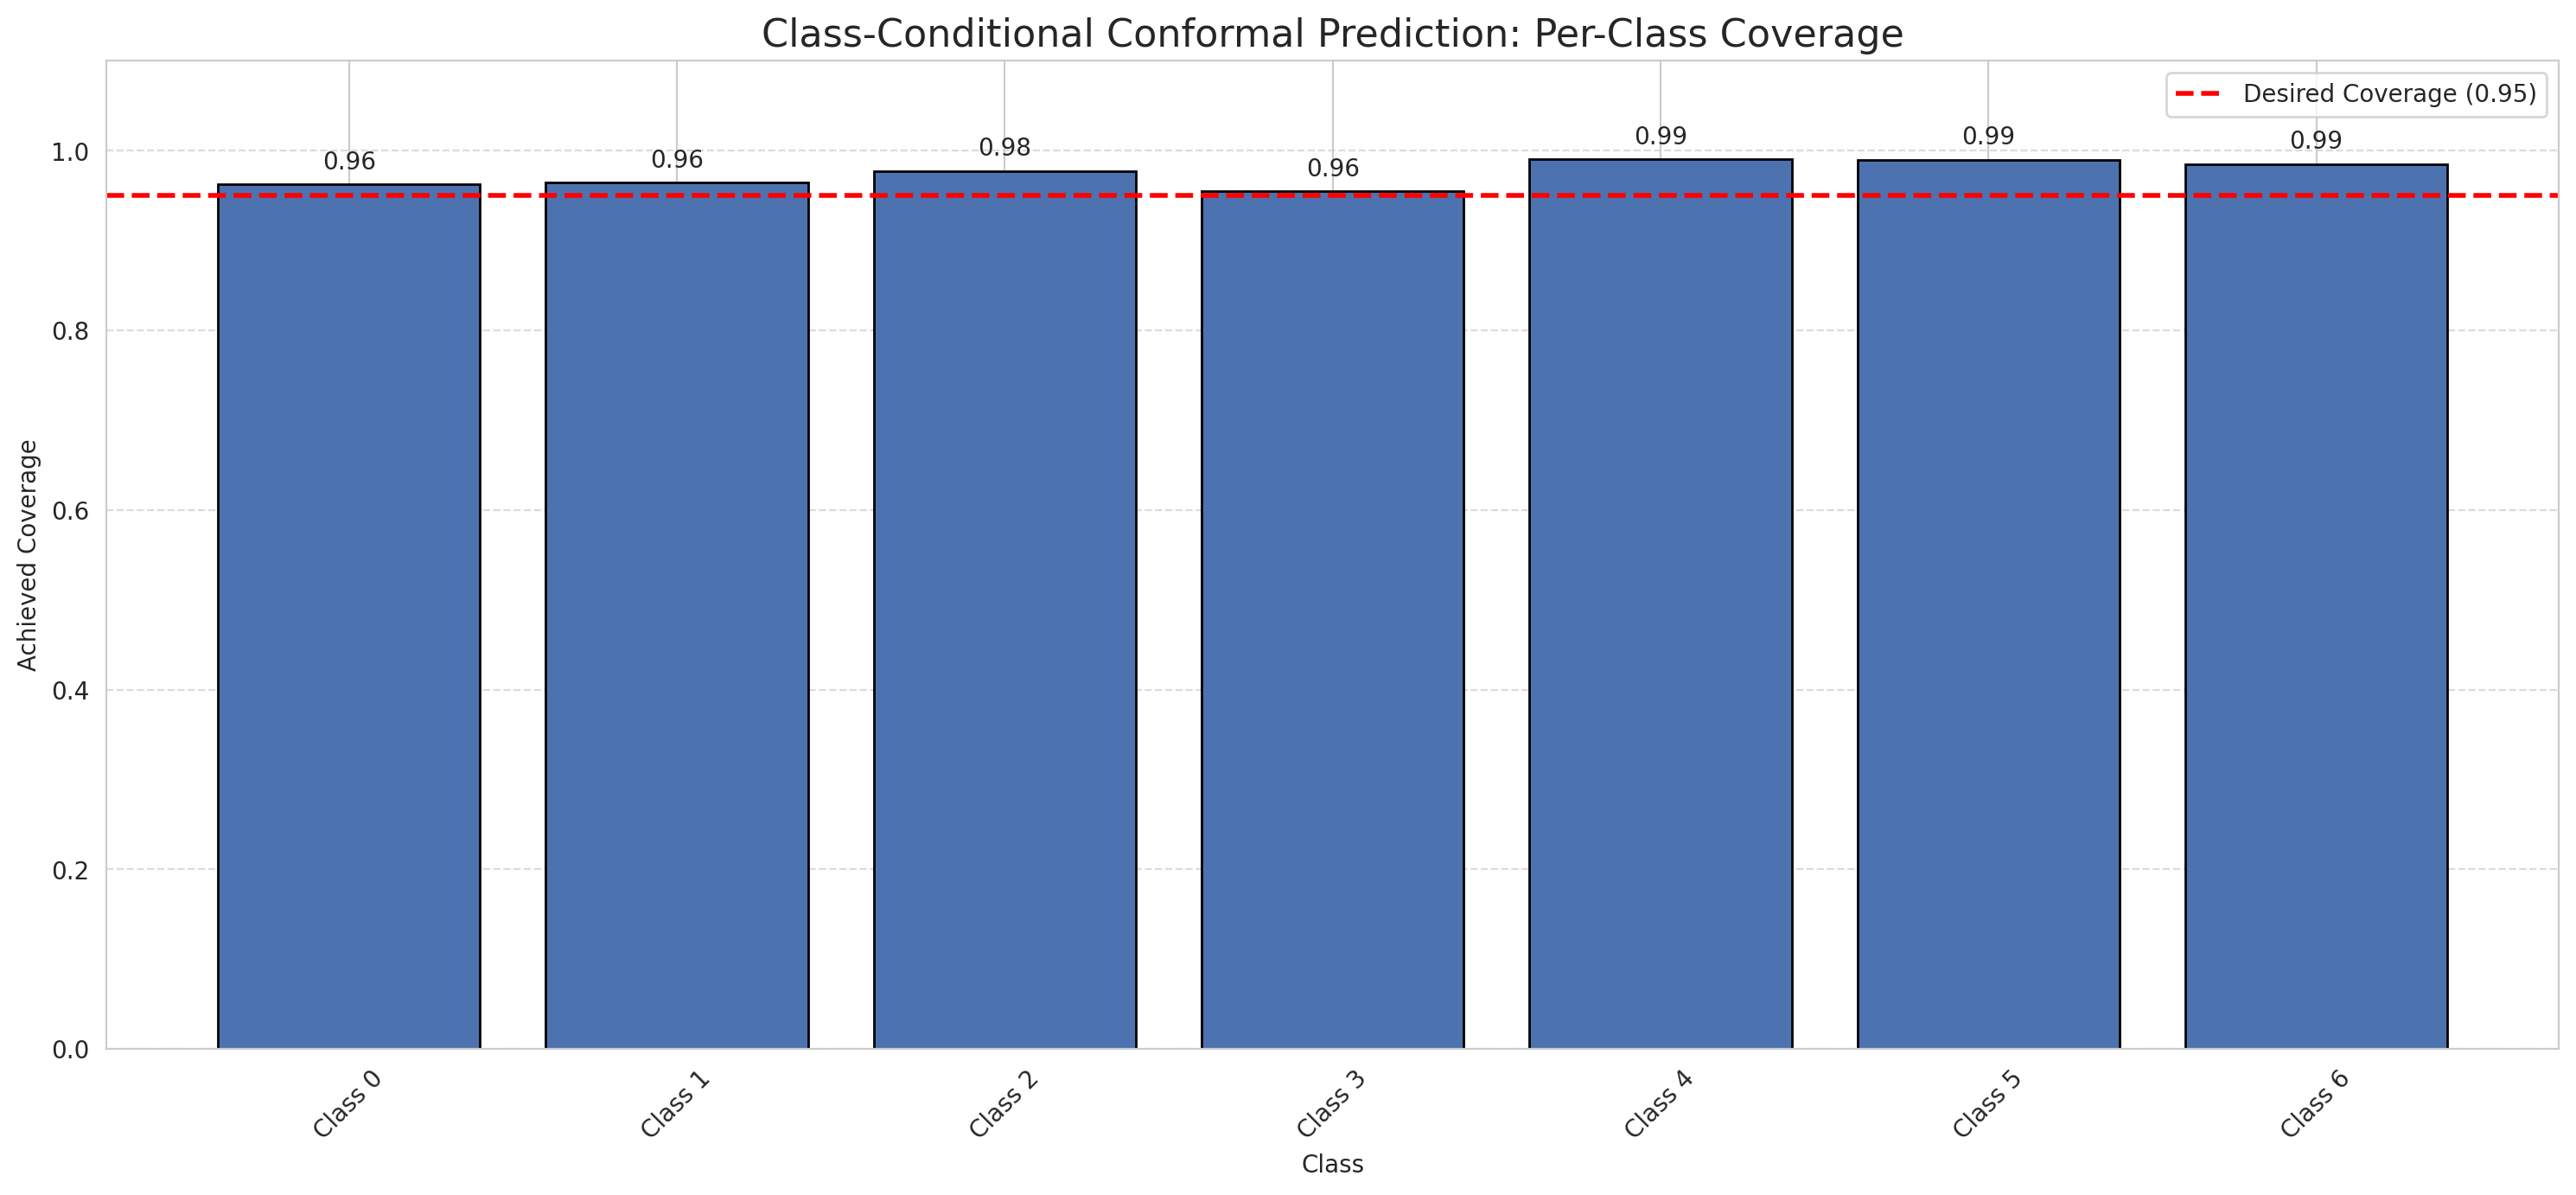 Class-Conditional Conformal Prediction: Per-Class Coverage
Desired Coverage (0.95)
0.96
0.96
0.98
0.96
0.99
0.99
0.99
Achieved Coverage
1.0
0.8
0.6
0.4
0.2
0.0
Class 0
Class 1
Class 2
Class 3
Class 4
Class 5
Class 6
Class